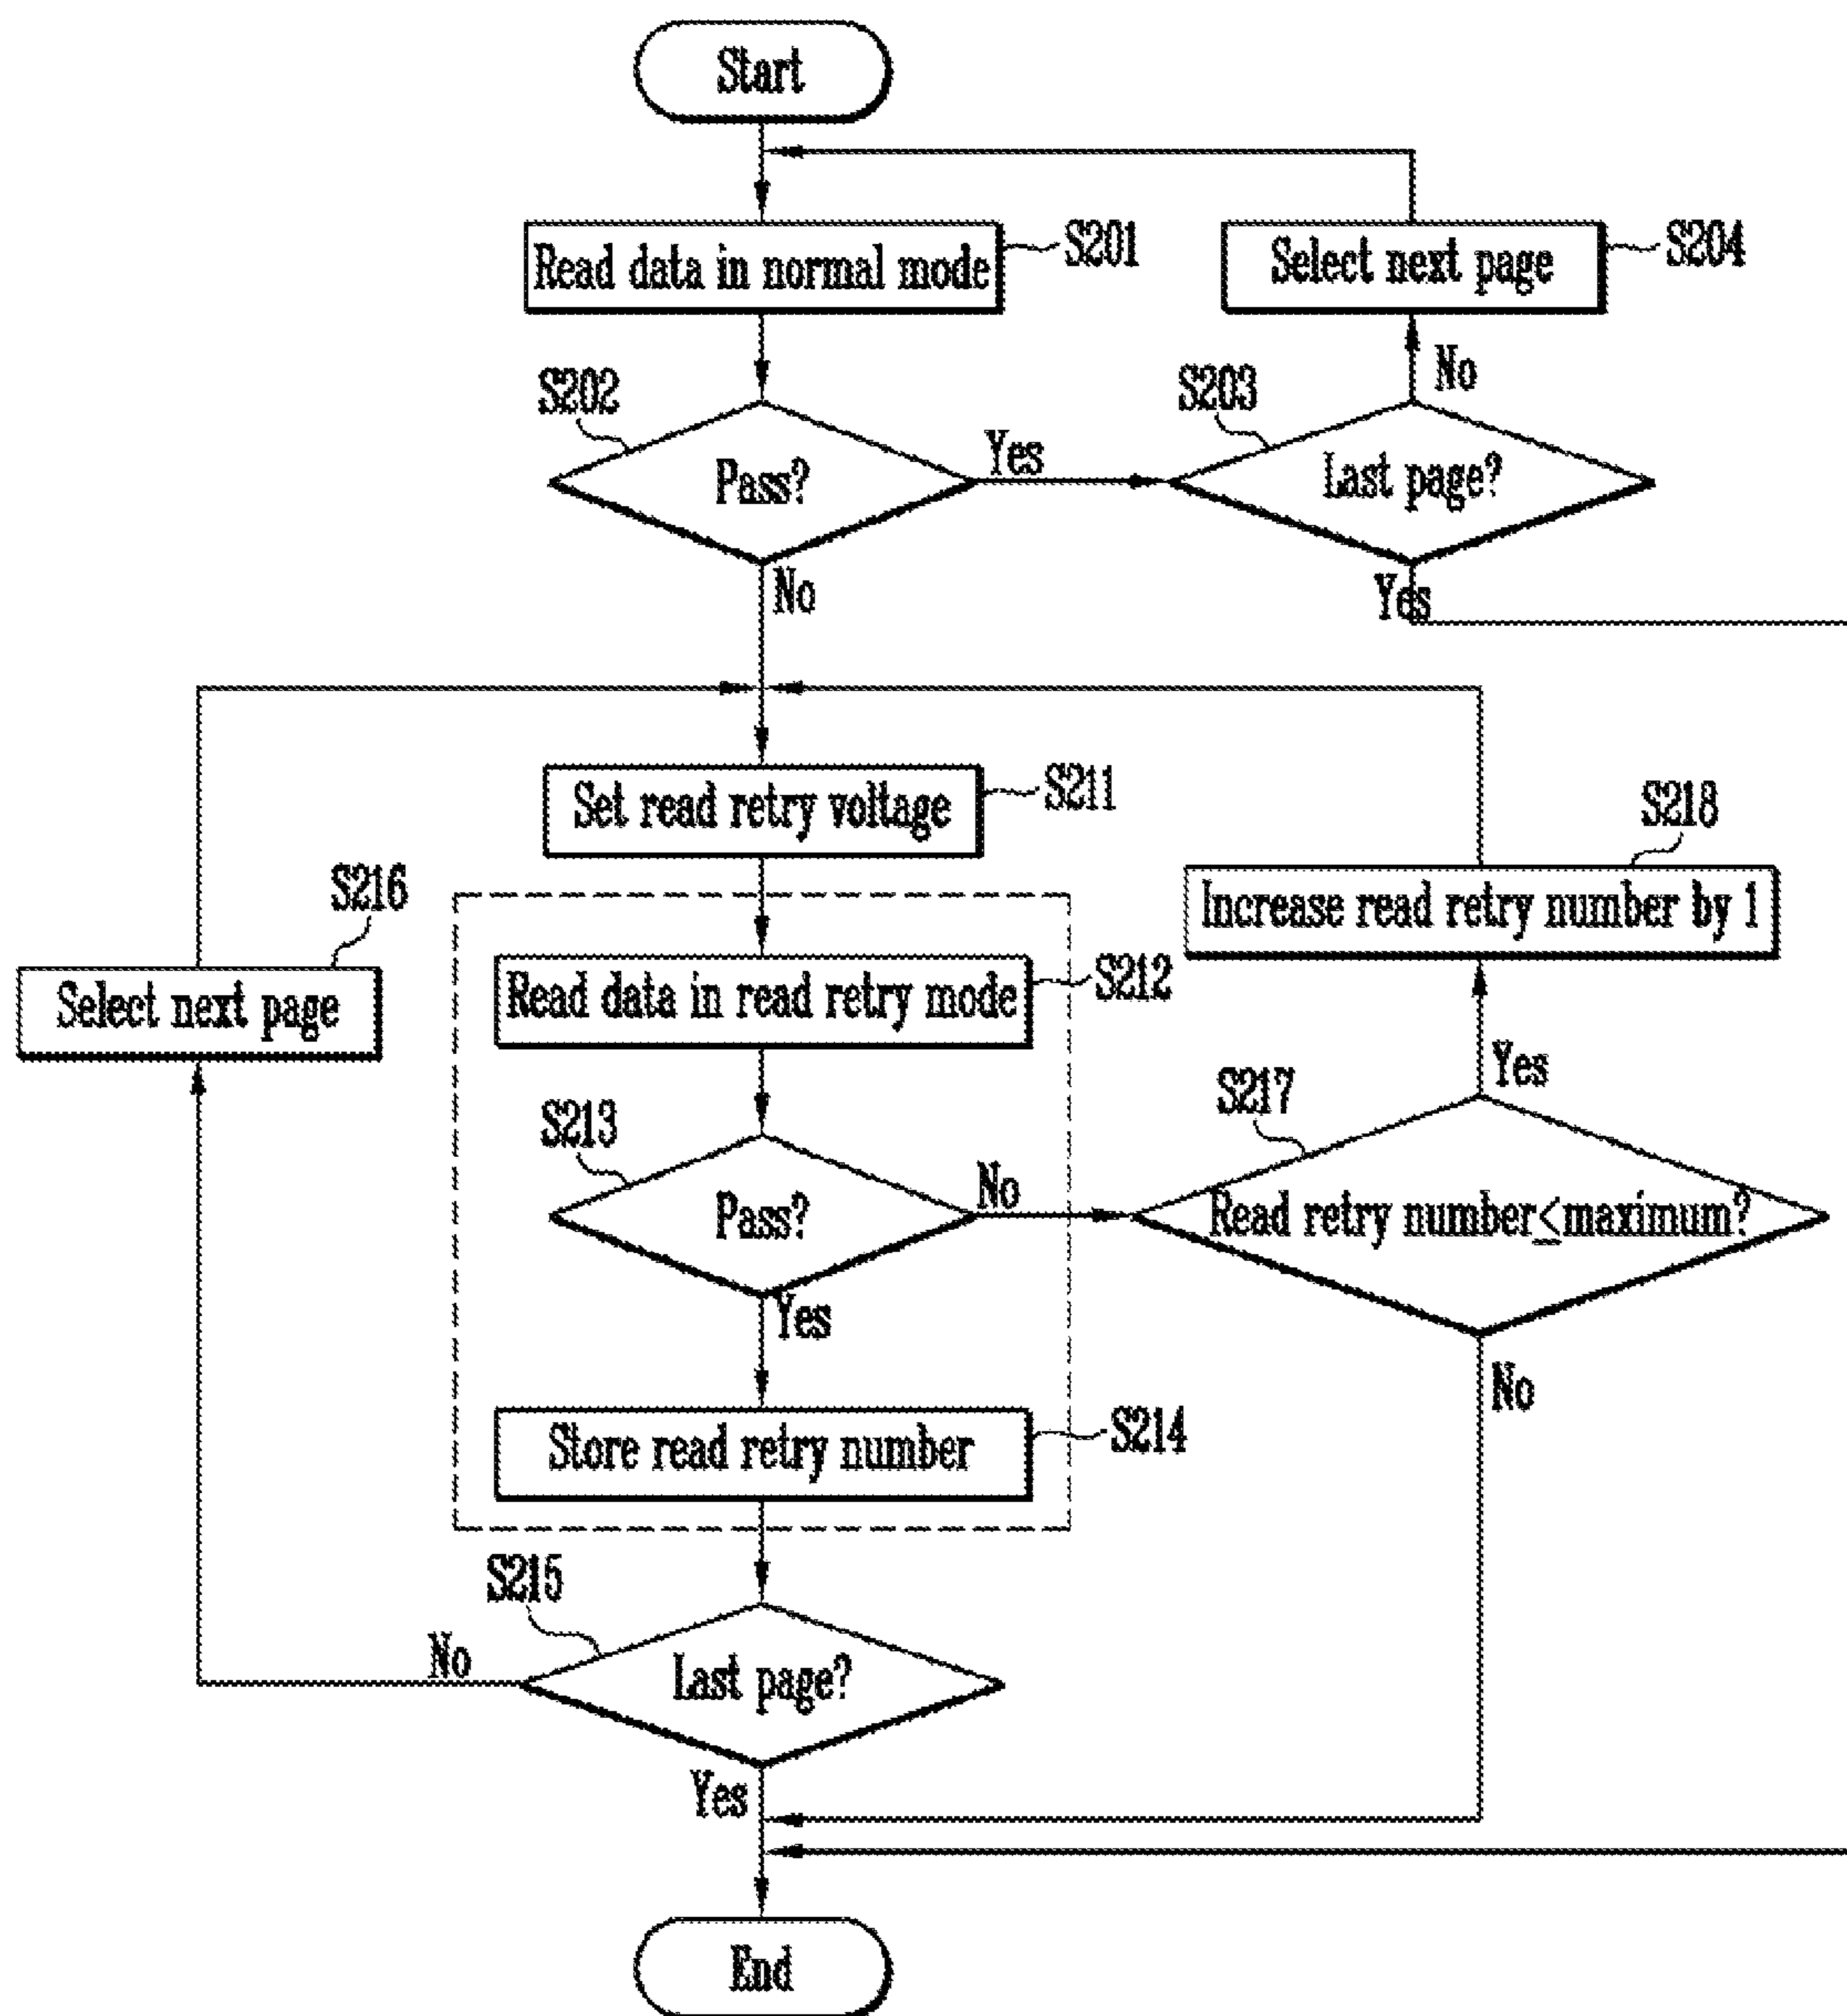 Start
Read data in normal mode
S201
Select next page
S204
No
S202
Pass?
Yes
S203
Last page?
No
Yes
Set read retry voltage
S211
S218
Increase read retry number by 1
S216
Select next page
Read data in read retry mode
S212
Yes
S213
Pass?
No
S217
Read retry number≤maximum?
Yes
No
Store read retry number
S214
S215
No
Last page?
Yes
End